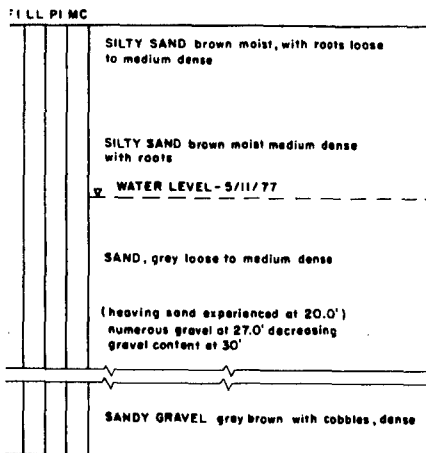 FI LL PI MC
SILTY SAND brown moist, with roots loose
to medium dense
SILTY SAND brown moist medium dense
with roots
WATER LEVEL - 5/11/77
SAND, grey loose to medium dense
(heaving sand experienced at 20.0')
numerous gravel at 27.0' decreasing
gravel content at 30'
SANDY GRAVEL grey brown with cobbles, dense